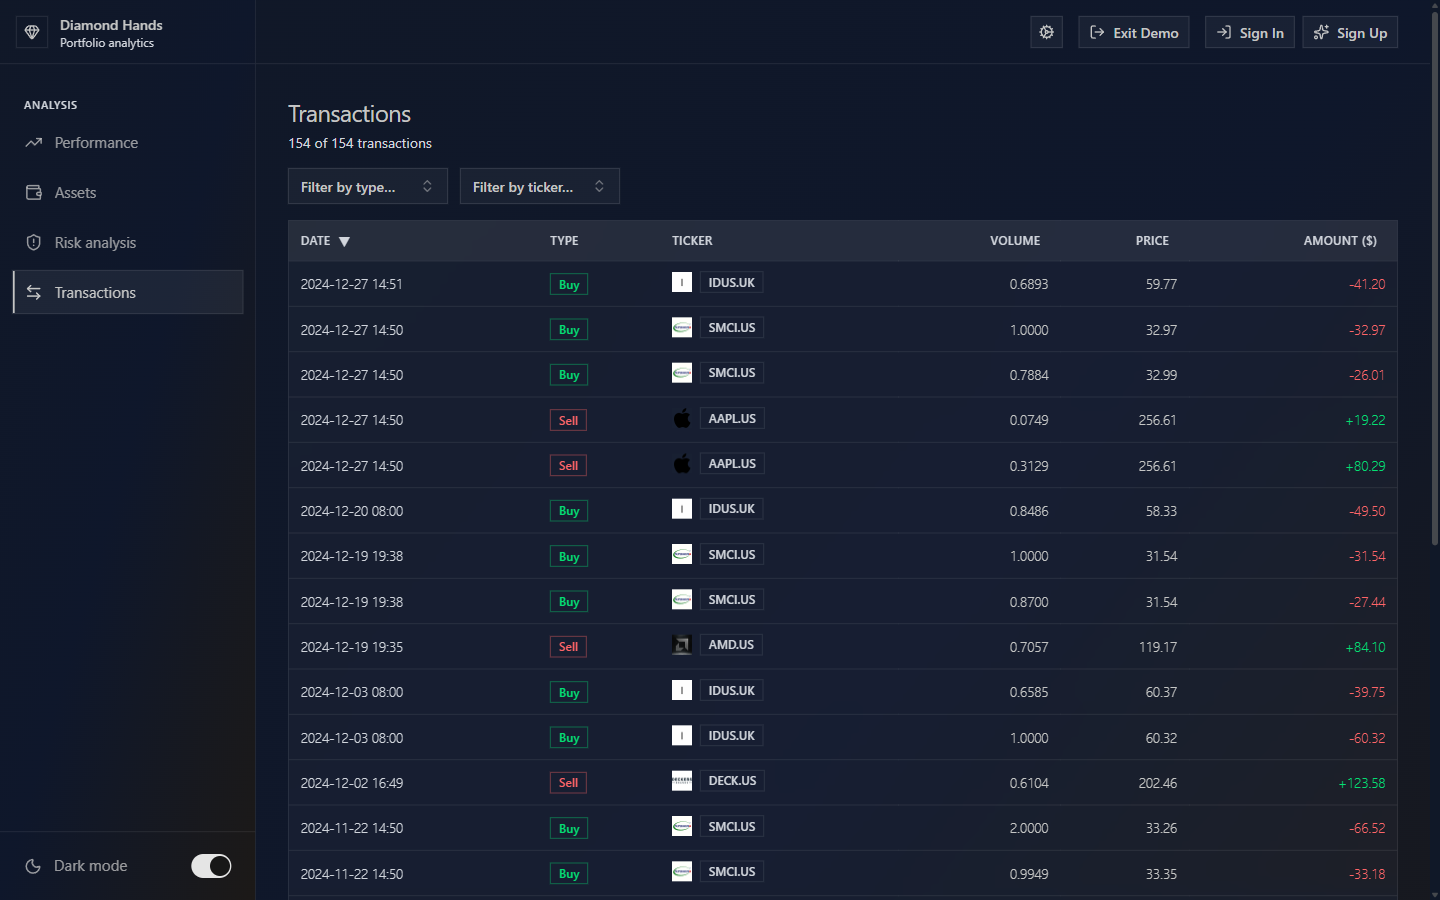 Diamond Hands
Portfolio analytics
Exit Demo
Sign In
Sign Up
ANALYSIS
Performance
Assets
Risk analysis
Transactions
Dark mode
Transactions
154 of 154 transactions
Filter by type...
Filter by ticker...
DATE ▼ TYPE TICKER VOLUME PRICE AMOUNT ($)
2024-12-27 14:51 Buy I IDUS.UK 0.6893 59.77 -41.20
2024-12-27 14:50 Buy SMCI.US 1.0000 32.97 -32.97
2024-12-27 14:50 Buy SMCI.US 0.7884 32.99 -26.01
2024-12-27 14:50 Sell AAPL.US 0.0749 256.61 +19.22
2024-12-27 14:50 Sell AAPL.US 0.3129 256.61 +80.29
2024-12-20 08:00 Buy I IDUS.UK 0.8486 58.33 -49.50
2024-12-19 19:38 Buy SMCI.US 1.0000 31.54 -31.54
2024-12-19 19:38 Buy SMCI.US 0.8700 31.54 -27.44
2024-12-19 19:35 Sell AMD.US 0.7057 119.17 +84.10
2024-12-03 08:00 Buy I IDUS.UK 0.6585 60.37 -39.75
2024-12-03 08:00 Buy I IDUS.UK 1.0000 60.32 -60.32
2024-12-02 16:49 Sell DECK.US 0.6104 202.46 +123.58
2024-11-22 14:50 Buy SMCI.US 2.0000 33.26 -66.52
2024-11-22 14:50 Buy SMCI.US 0.9949 33.35 -33.18